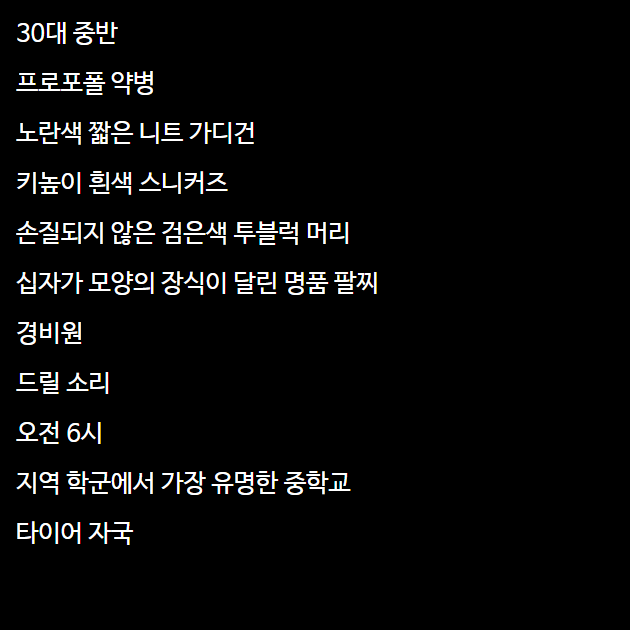 30대 중반
프로포폴 약병
노란색 짧은 니트 가디건
키높이 흰색 스니커즈
손질되지 않은 검은색 투블럭 머리
십자가 모양의 장식이 달린 명품 팔찌
경비원
드릴 소리
오전 6시
지역 학군에서 가장 유명한 중학교
타이어 자국